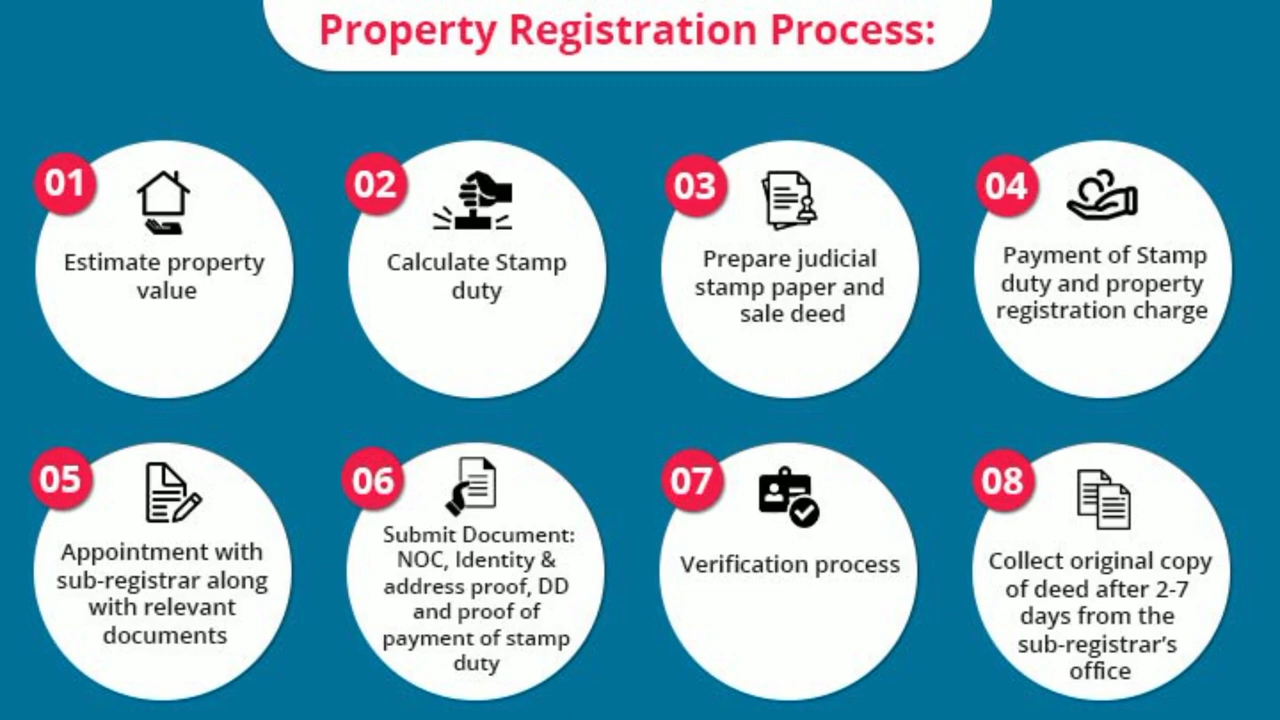 Property Registration Process:
01
Estimate property
value
02
Calculate Stamp
duty
03
Prepare judicial
stamp paper and
sale deed
04
Payment of Stamp
duty and property
registration charge
05
Appointment with
sub-registrar along
with relevant
documents
06
Submit Document:
NOC, Identity &
address proof, DD
and proof of
payment of stamp
duty
07
Verification process
08
Collect original copy
of deed after 2-7
days from the
sub-registrar’s
office